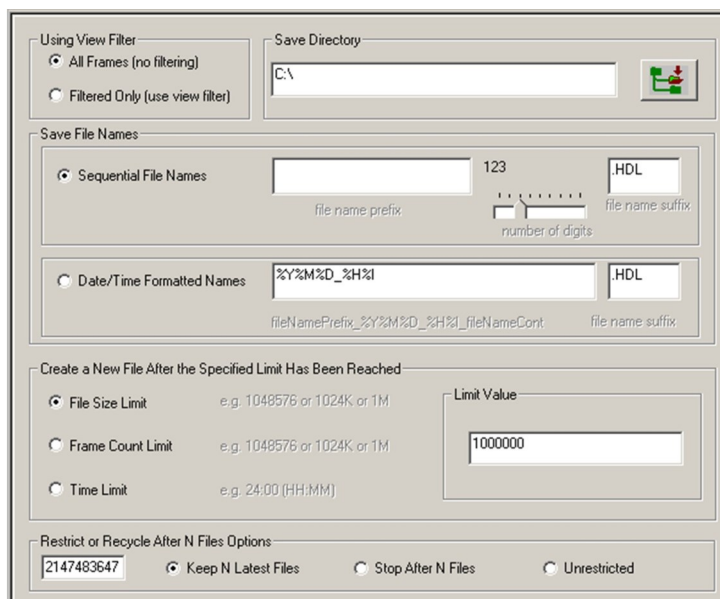 Using View Filter
All Frames (no filtering)
Filtered Only (use view filter)
Save Directory
C:\
Save File Names
Sequential File Names
file name prefix
123
number of digits
.HDL
file name suffix
Date/Time Formatted Names
%Y%M%D_%H%I
fileNamePrefix_%Y%M%D_%H%I_fileNameCont
.HDL
file name suffix
Create a New File After the Specified Limit Has Been Reached
File Size Limit
e.g. 1048576 or 1024K or 1M
Frame Count Limit
e.g. 1048576 or 1024K or 1M
Time Limit
e.g. 24:00 (HH:MM)
Limit Value
1000000
Restrict or Recycle After N Files Options
2147483647
Keep N Latest Files
Stop After N Files
Unrestricted